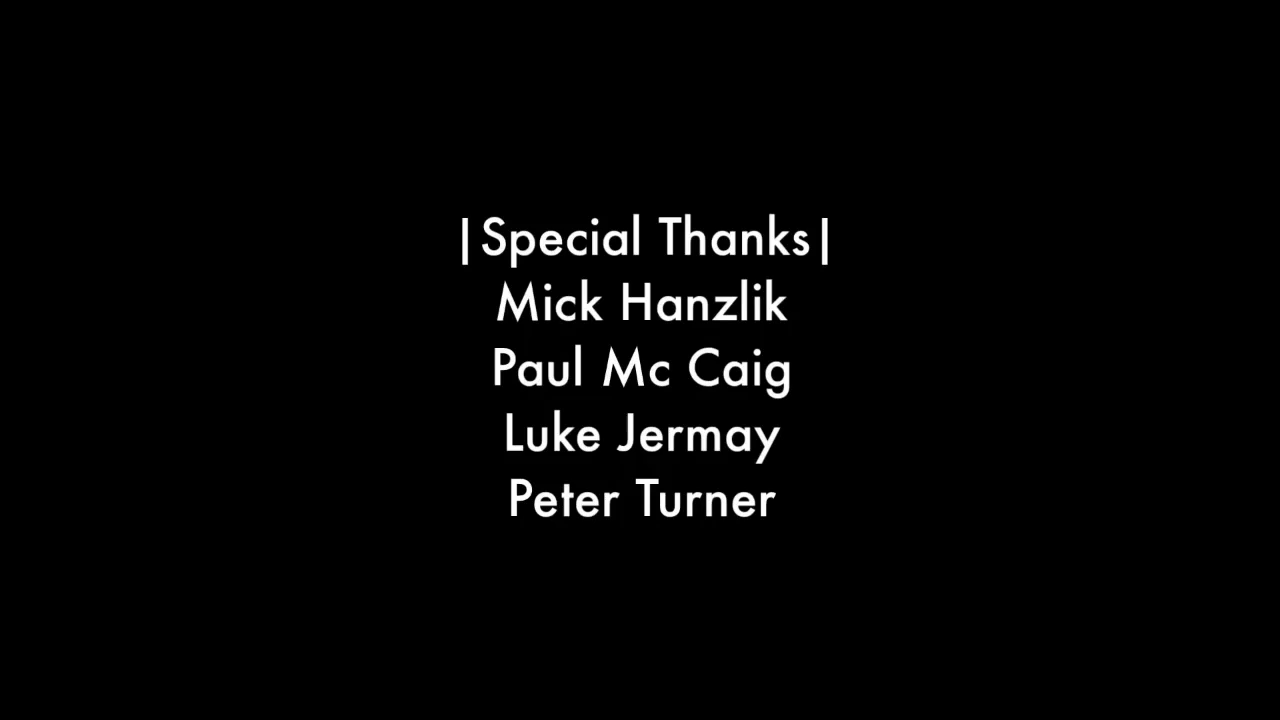 |Special Thanks|
Mick Hanzlik
Paul Mc Caig
Luke Jermay
Peter Turner